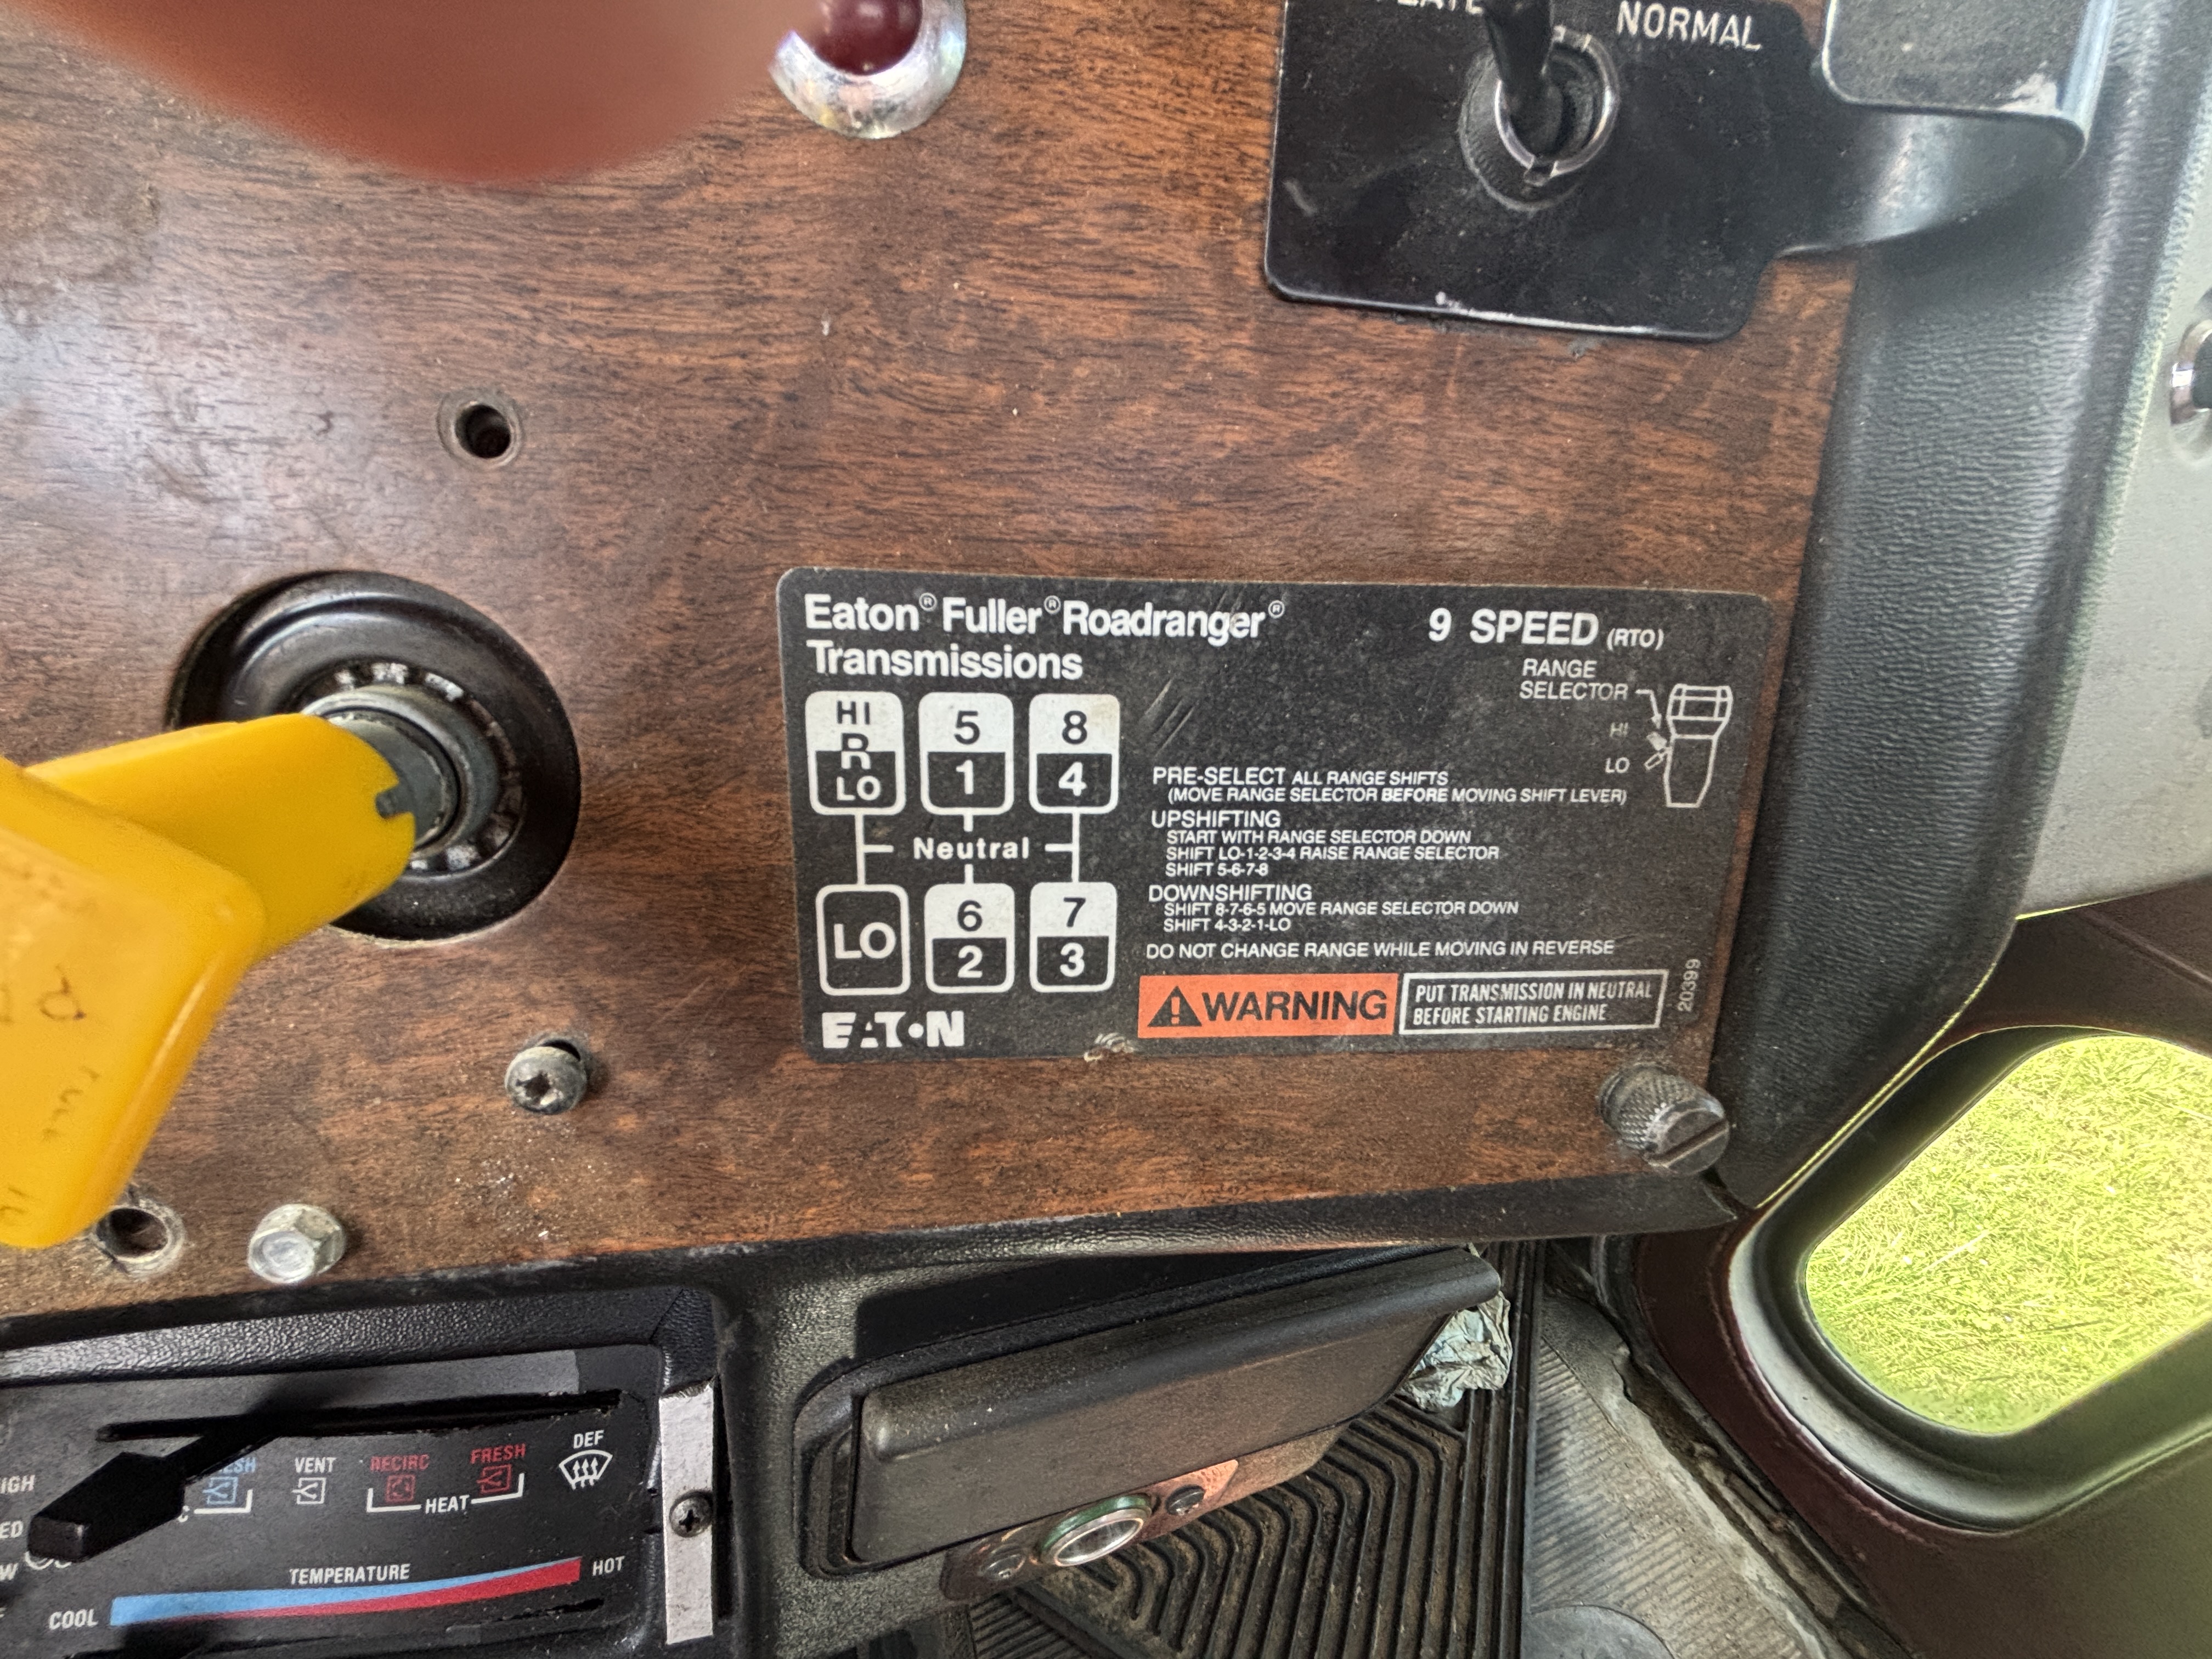 NORMAL
Eaton® Fuller® Roadranger®
Transmissions
9 SPEED (RTO)
RANGE
SELECTOR
HI
LO
HI
R
LO
5
1
8
4
Neutral
LO
6
2
7
3
EATON
PRE-SELECT ALL RANGE SHIFTS
(MOVE RANGE SELECTOR BEFORE MOVING SHIFT LEVER)
UPSHIFTING
START WITH RANGE SELECTOR DOWN
SHIFT LO-1-2-3-4 RAISE RANGE SELECTOR
SHIFT 5-6-7-8
DOWNSHIFTING
SHIFT 8-7-6-5 MOVE RANGE SELECTOR DOWN
SHIFT 4-3-2-1-LO
DO NOT CHANGE RANGE WHILE MOVING IN REVERSE
WARNING
PUT TRANSMISSION IN NEUTRAL
BEFORE STARTING ENGINE
20399
VENT
RECIRC
FRESH
DEF
HEAT
TEMPERATURE
COOL
HOT